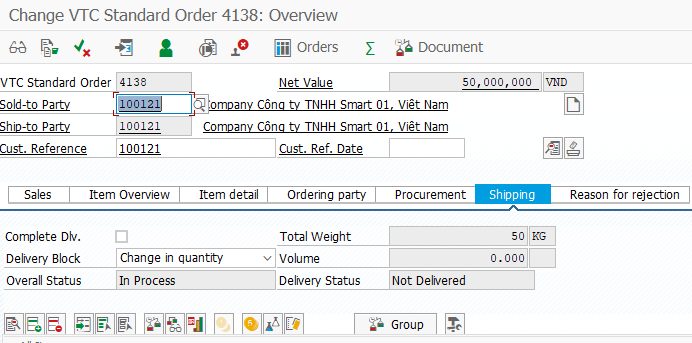 Change VTC Standard Order 4138: Overview
Orders Σ Document
VTC Standard Order 4138 Net Value 50,000,000 VND
Sold-to Party 100121 Company Công ty TNHH Smart 01, Viêt Nam
Ship-to Party 100121 Company Công ty TNHH Smart 01, Viêt Nam
Cust. Reference 100121 Cust. Ref. Date
Sales Item Overview Item detail Ordering party Procurement Shipping Reason for rejection
Complete Dlv. Total Weight 50 KG
Delivery Block Change in quantity Volume 0.000
Overall Status In Process Delivery Status Not Delivered
Group